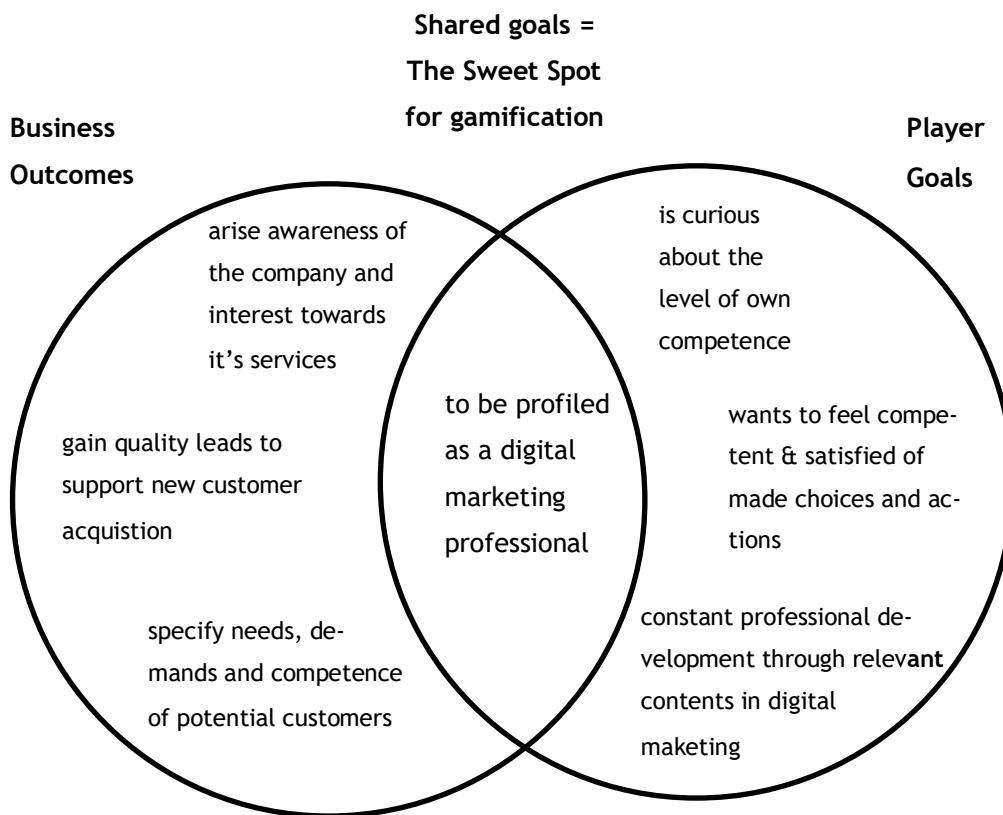 Shared goals =
The Sweet Spot
for gamification
Business
Outcomes
Player
Goals
arise awareness of
the company and
interest towards
it’s services
gain quality leads to
support new customer
acquistion
specify needs, de-
mands and competence
of potential customers
to be profiled
as a digital
marketing
professional
is curious
about the
level of own
competence
wants to feel compe-
tent & satisfied of
made choices and ac-
tions
constant professional de-
velopment through relevant
contents in digital
maketing